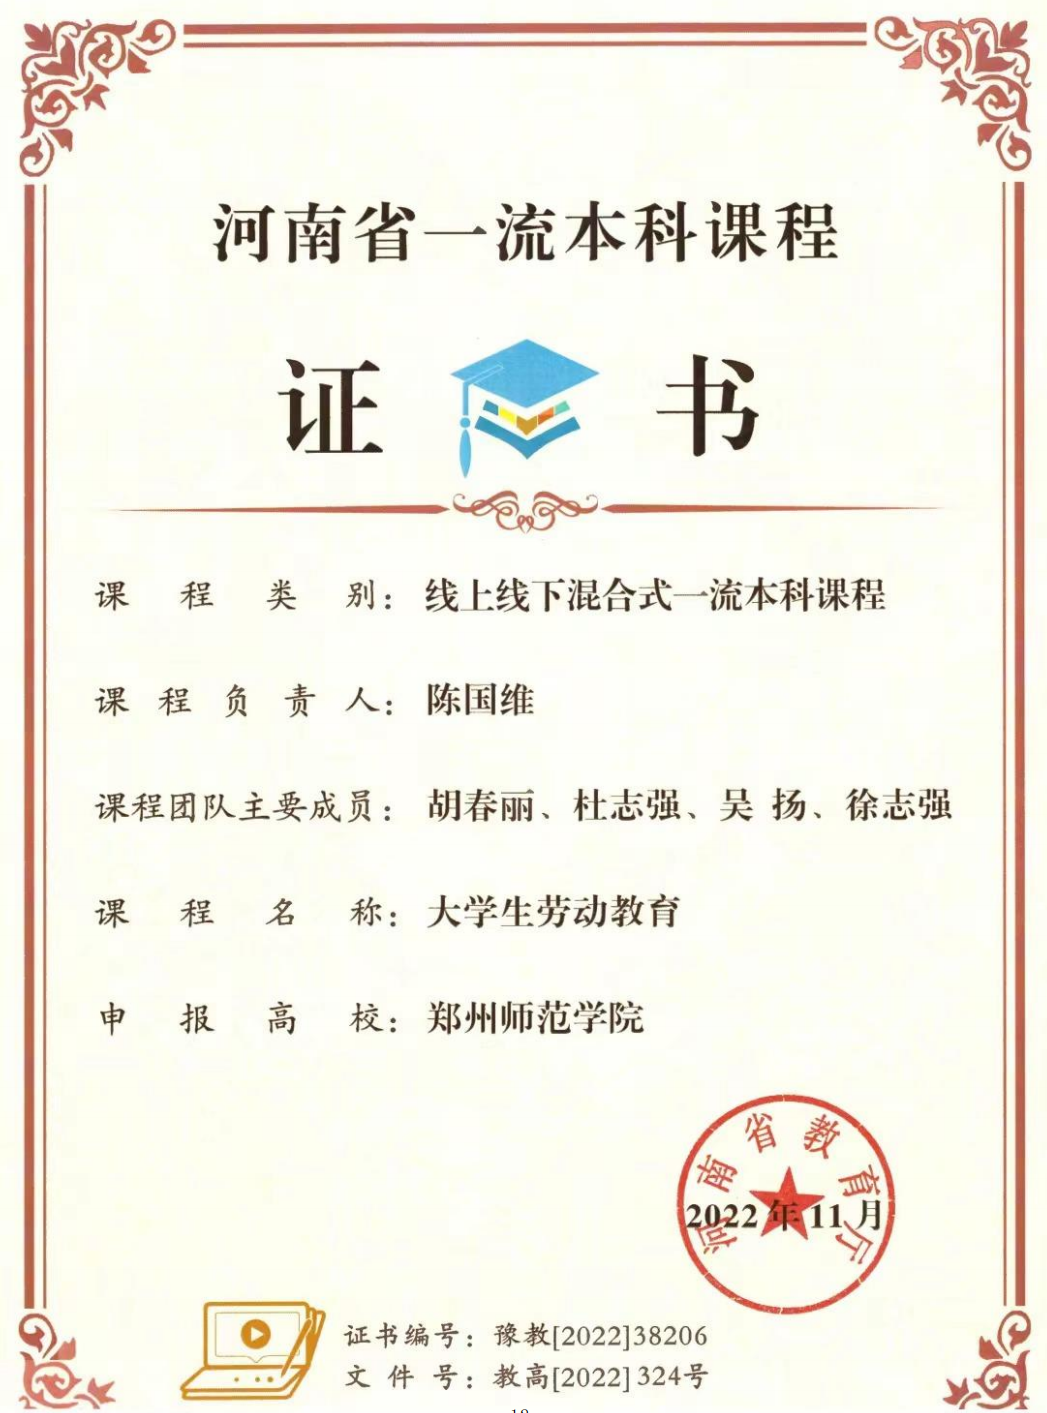 河南省一流本科课程
证 书
课程类别：线上线下混合式一流本科课程
课程负责人：陈国维
课程团队主要成员：胡春丽、杜志强、吴 扬、徐志强
课程名称：大学生劳动教育
申报高校：郑州师范学院
河南省教育厅
2022年11月
证书编号：豫教[2022]38206
文件号：教高[2022]324号